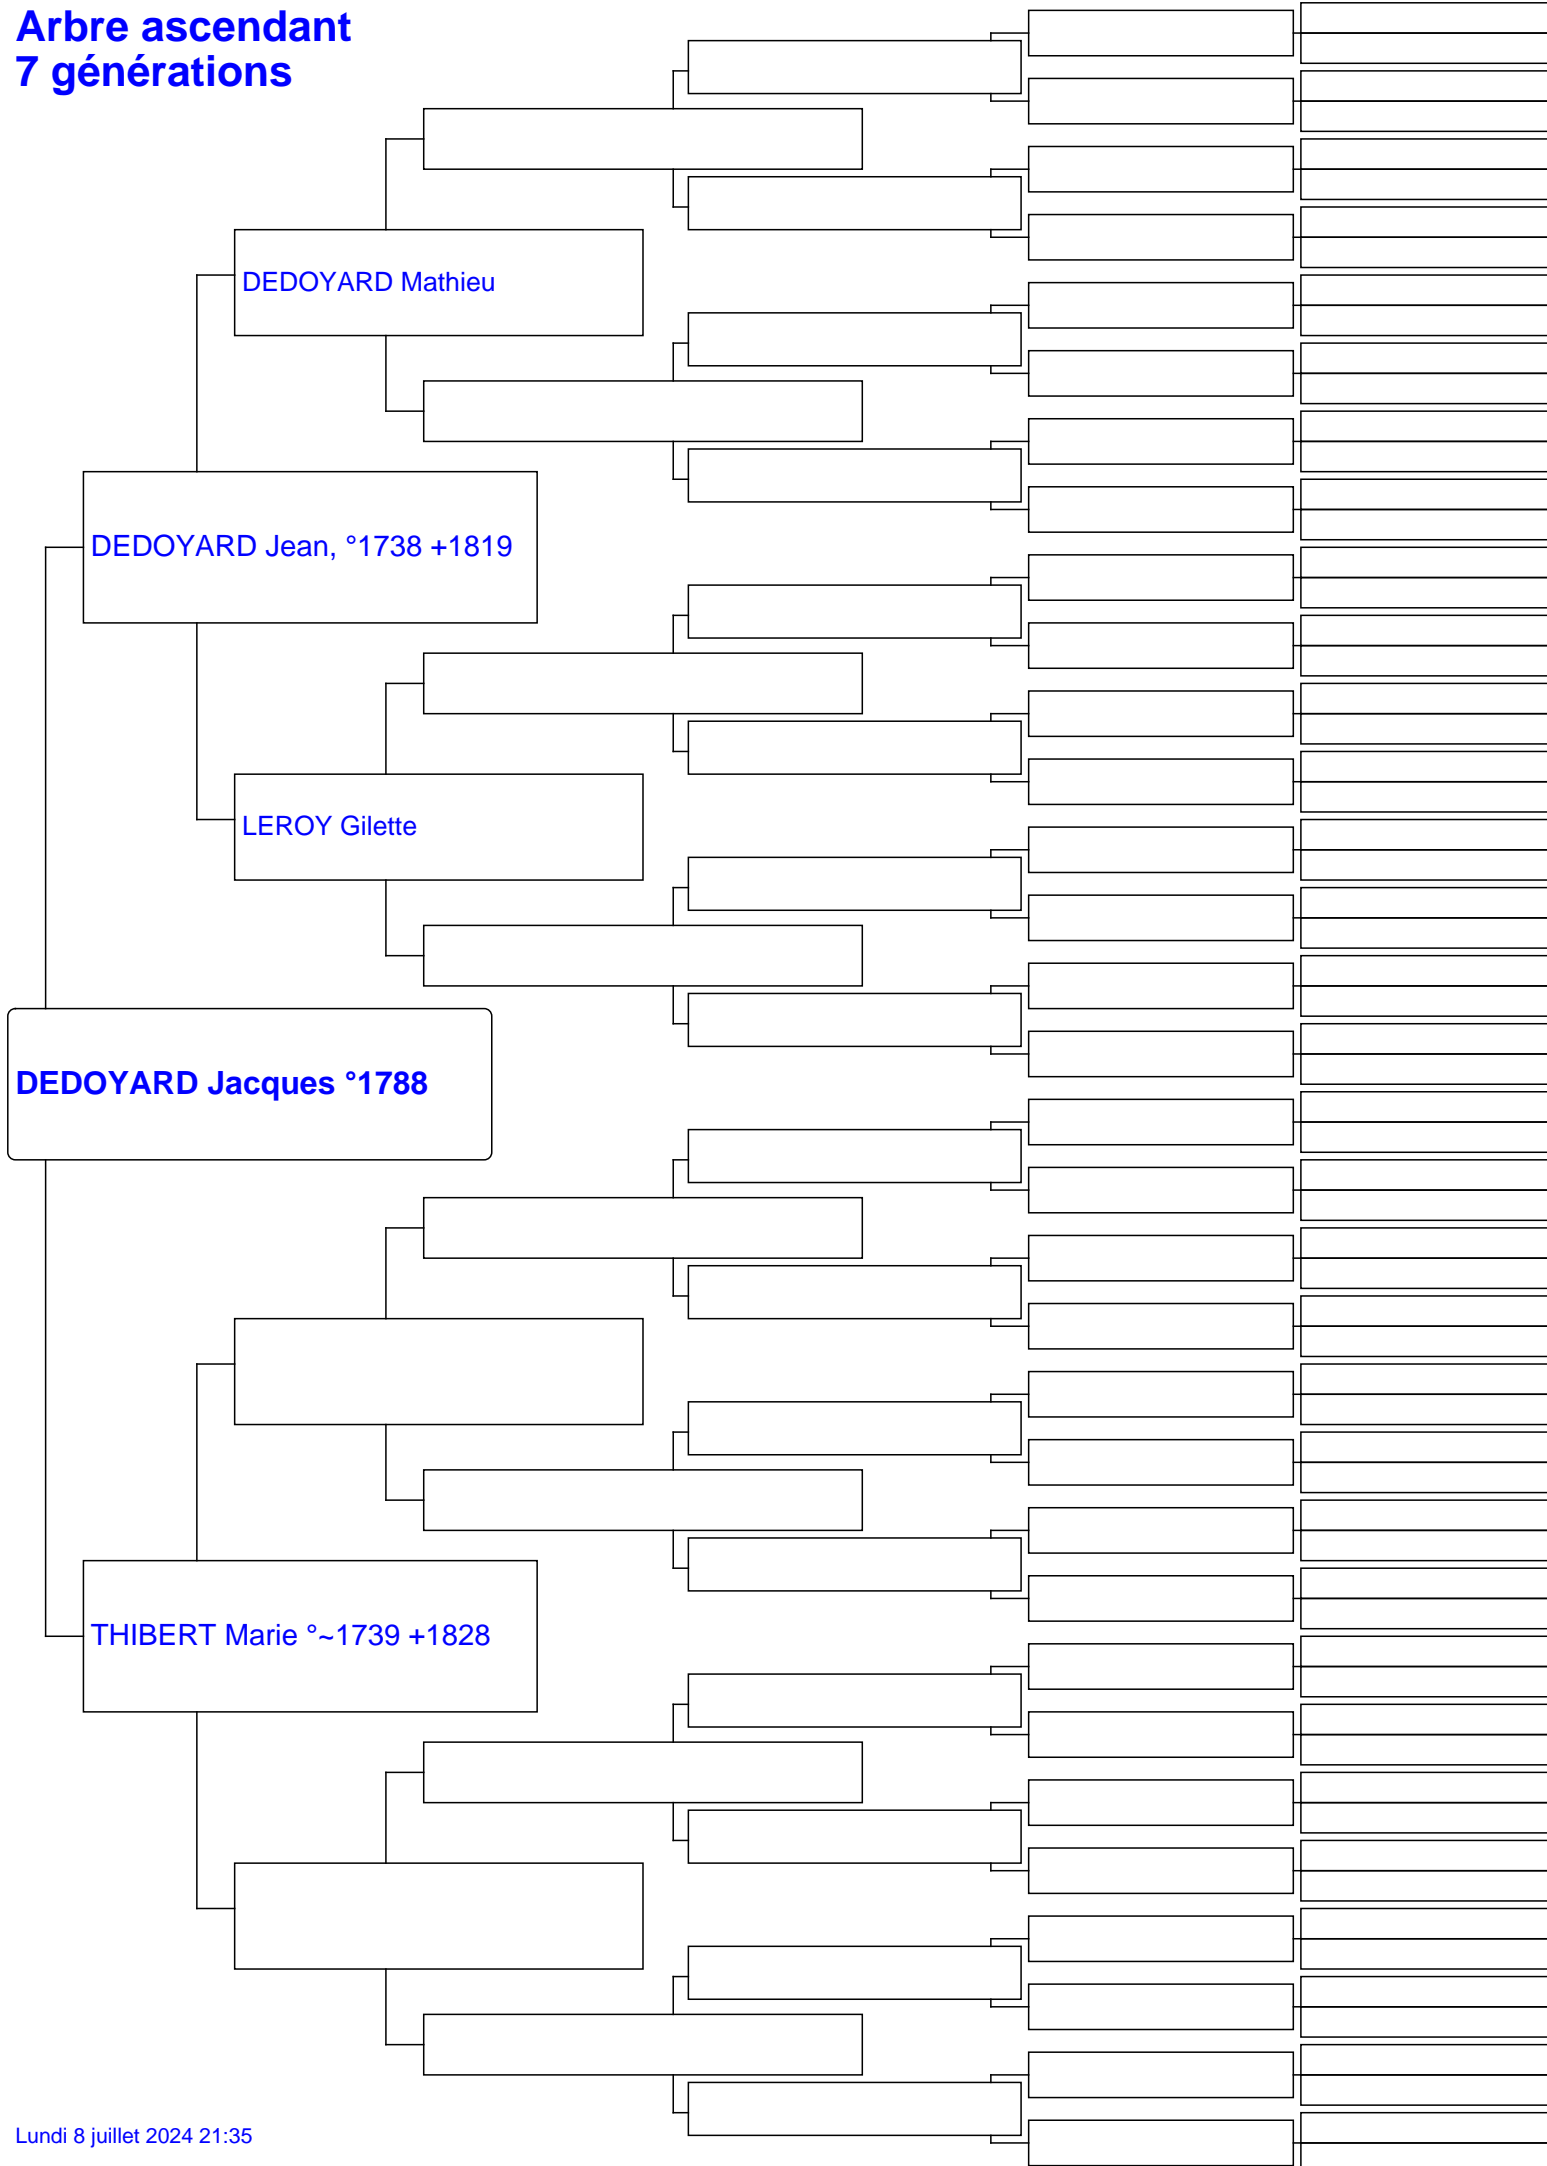 Arbre ascendant
7 générations
DEDOYARD Mathieu
DEDOYARD Jean, °1738 +1819
LEROY Gilette
DEDOYARD Jacques °1788
THIBERT Marie °~1739 +1828
Lundi 8 juillet 2024 21:35